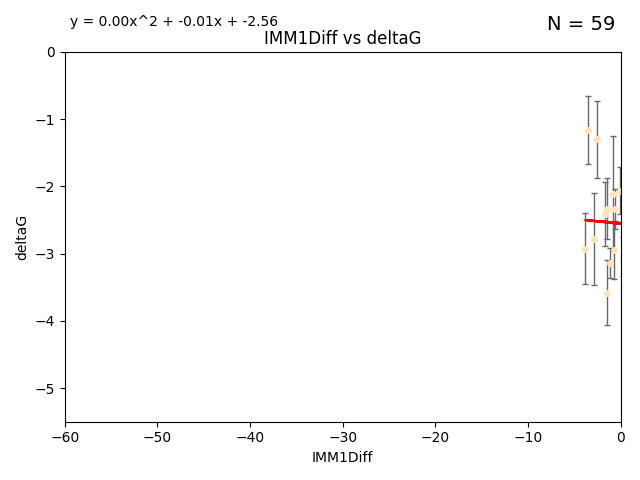 y = 0.00x^2 + -0.01x + -2.56
N = 59
IMM1Diff vs deltaG
0
−1
−2
−3
−4
−5
deltaG
−60 −50 −40 −30 −20 −10 0
IMM1Diff